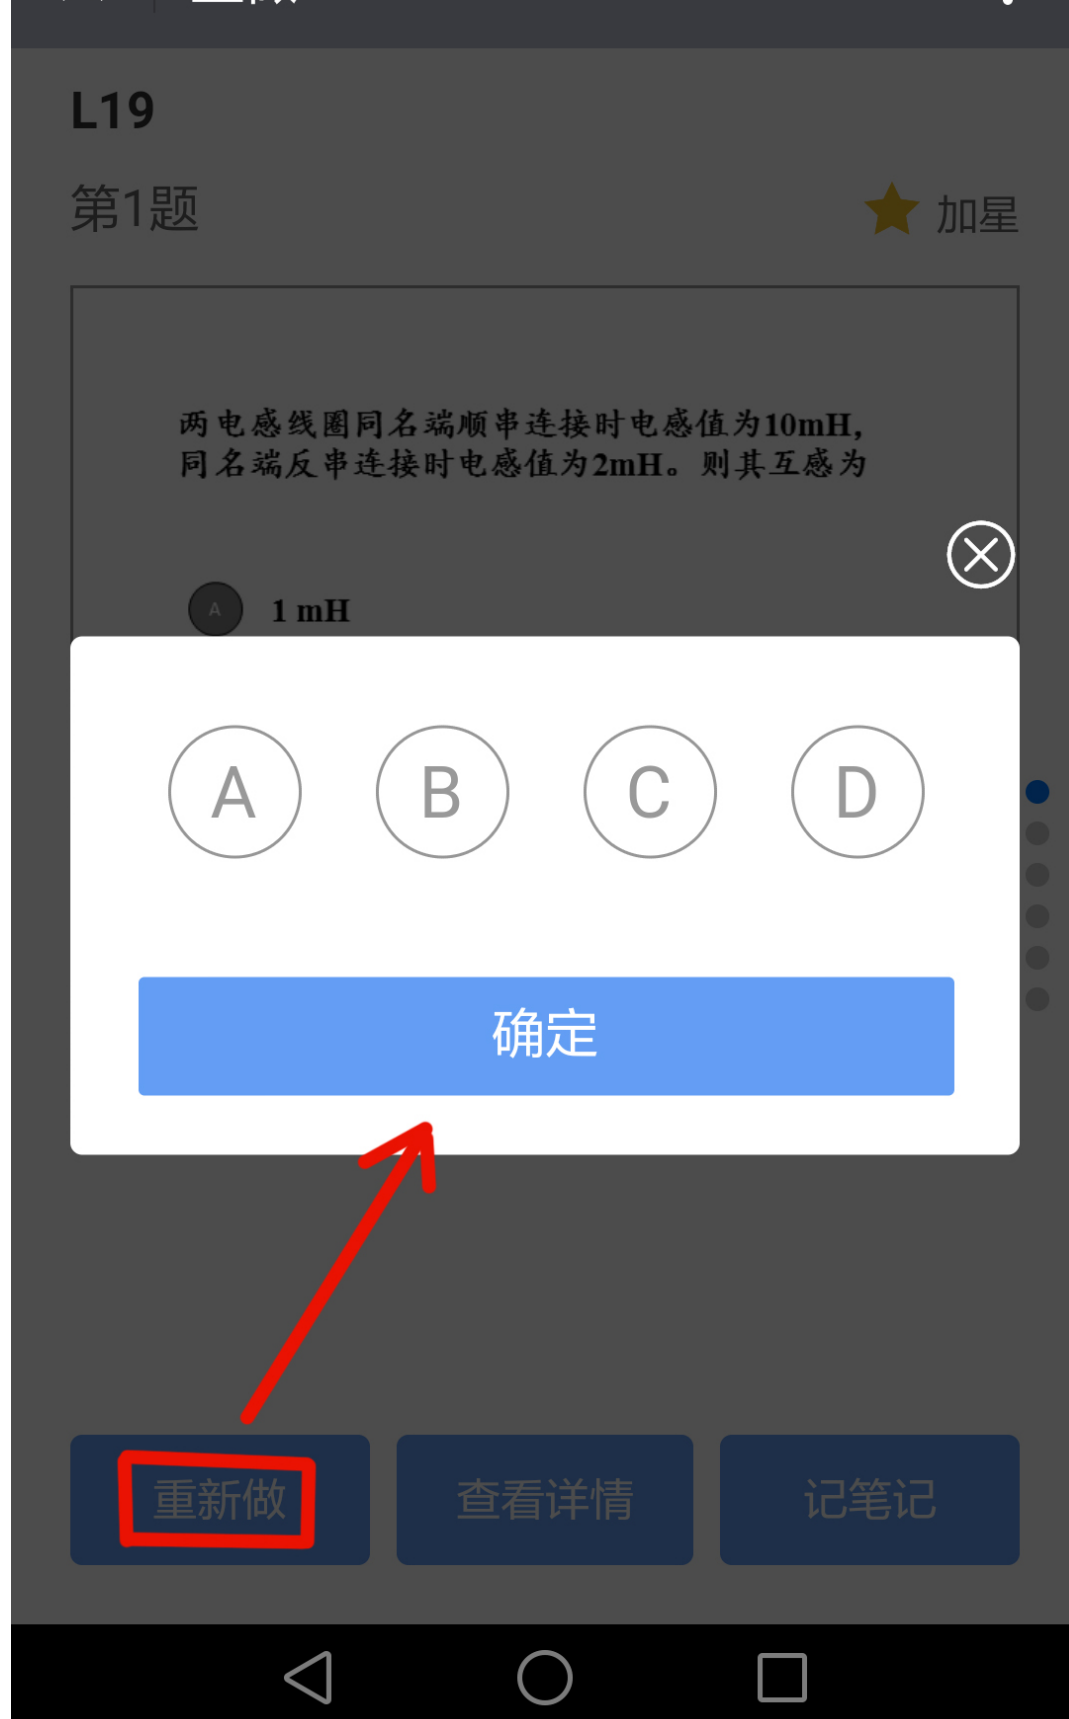 L19
第1题
加星
两电感线圈同名端顺串连接时电感值为10mH,
同名端反串连接时电感值为2mH。则其互感为
A 1 mH
A B C D
确定
重新做 查看详情 记笔记